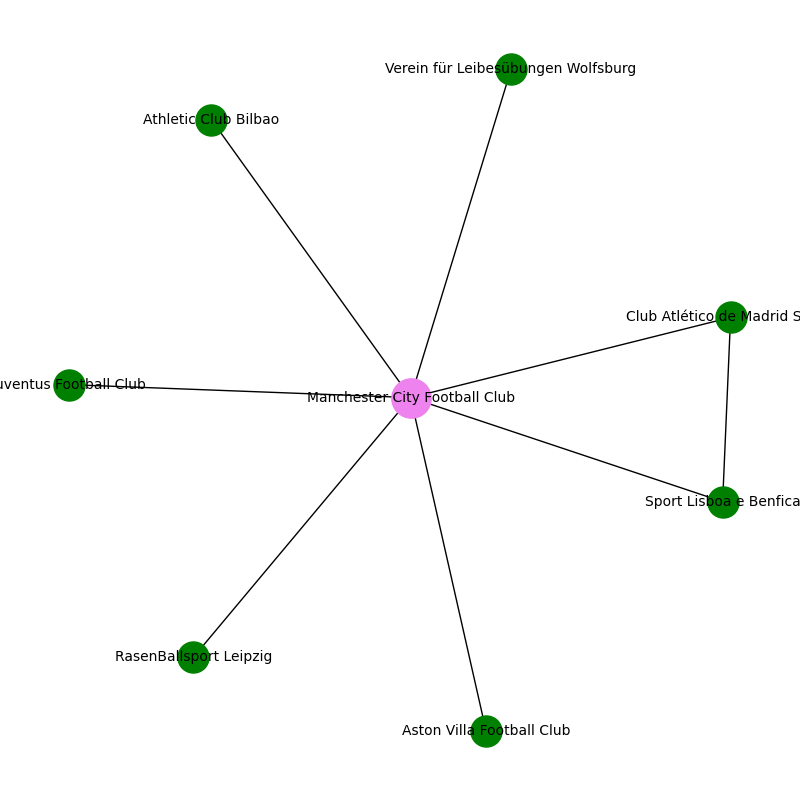 Verein für Leibesübungen Wolfsburg
Athletic Club Bilbao
Club Atlético de Madrid S
uventus Football Club
Manchester City Football Club
Sport Lisboa e Benfica
RasenBallsport Leipzig
Aston Villa Football Club